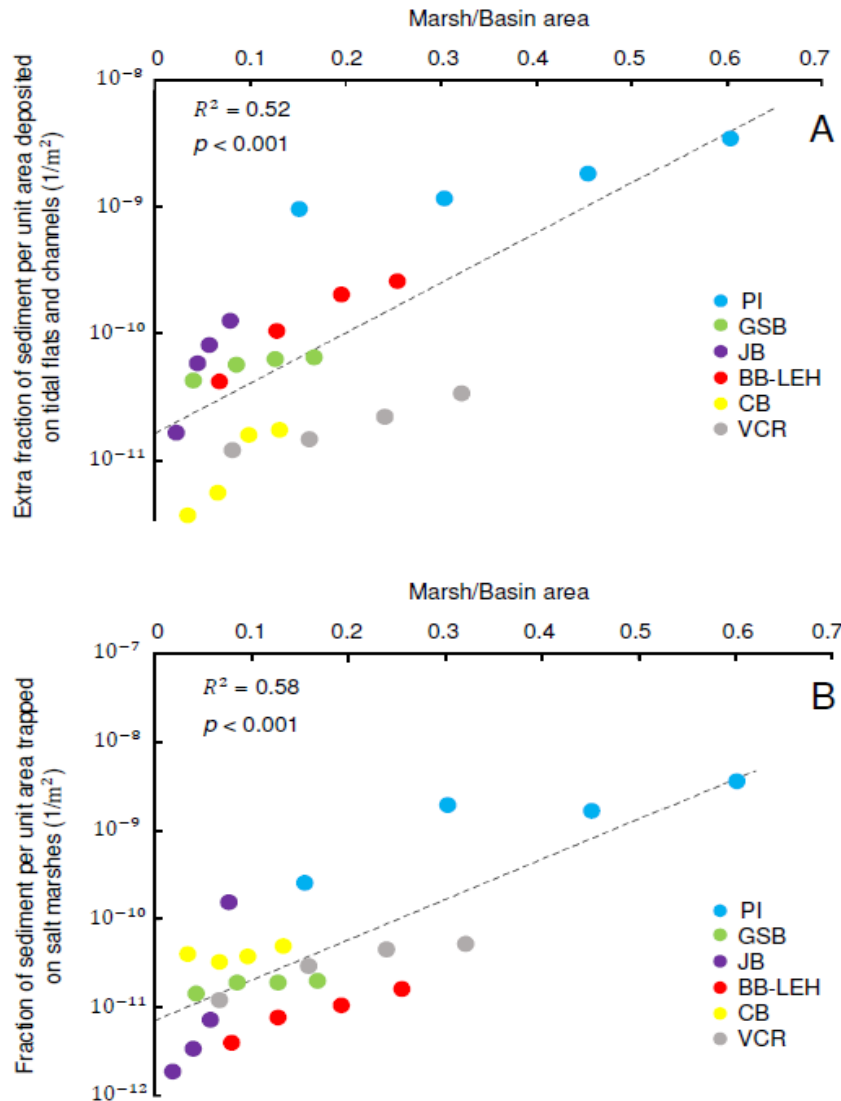 Marsh/Basin area
0 0.1 0.2 0.3 0.4 0.5 0.6 0.7
10⁻⁸
10⁻⁹
10⁻¹⁰
10⁻¹¹
Extra fraction of sediment per unit area deposited
on tidal flats and channels (1/m²)
R² = 0.52
p < 0.001
A
PI
GSB
JB
BB-LEH
CB
VCR
Marsh/Basin area
0 0.1 0.2 0.3 0.4 0.5 0.6 0.7
10⁻⁷
10⁻⁸
10⁻⁹
10⁻¹⁰
10⁻¹¹
10⁻¹²
Fraction of sediment per unit area trapped
on salt marshes (1/m²)
R² = 0.58
p < 0.001
B
PI
GSB
JB
BB-LEH
CB
VCR